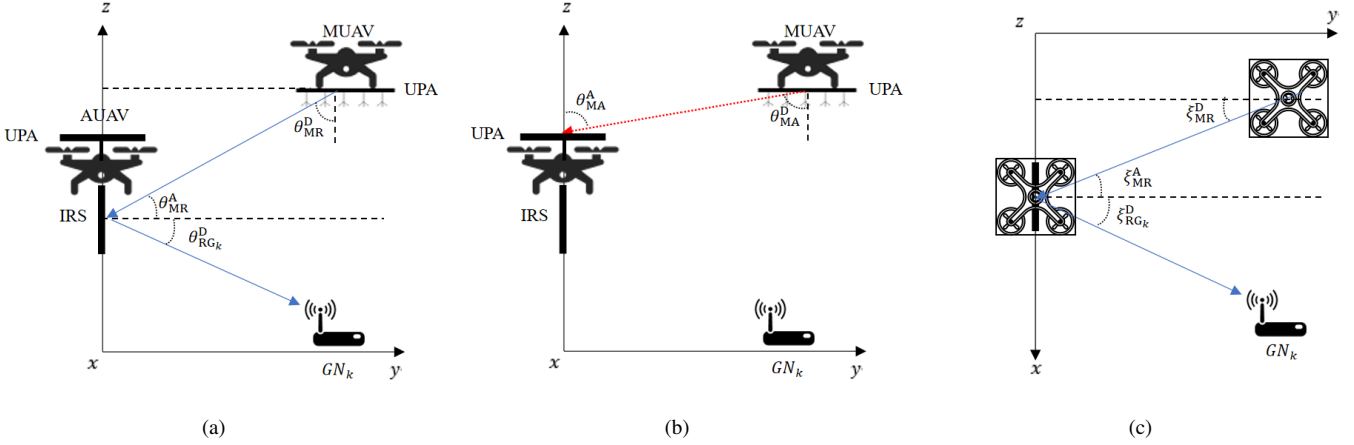 z
MUAV
UPA
θ^D_MR
AUAV
UPA
IRS
θ^A_MR
θ^D_RG_k
GN_k
x
y
(a)
z
MUAV
UPA
θ^A_MA
θ^D_MA
UPA
GN_k
x
y
(b)
z
y
ξ^D_MR
ξ^A_MR
ξ^D_RG_k
GN_k
x
(c)